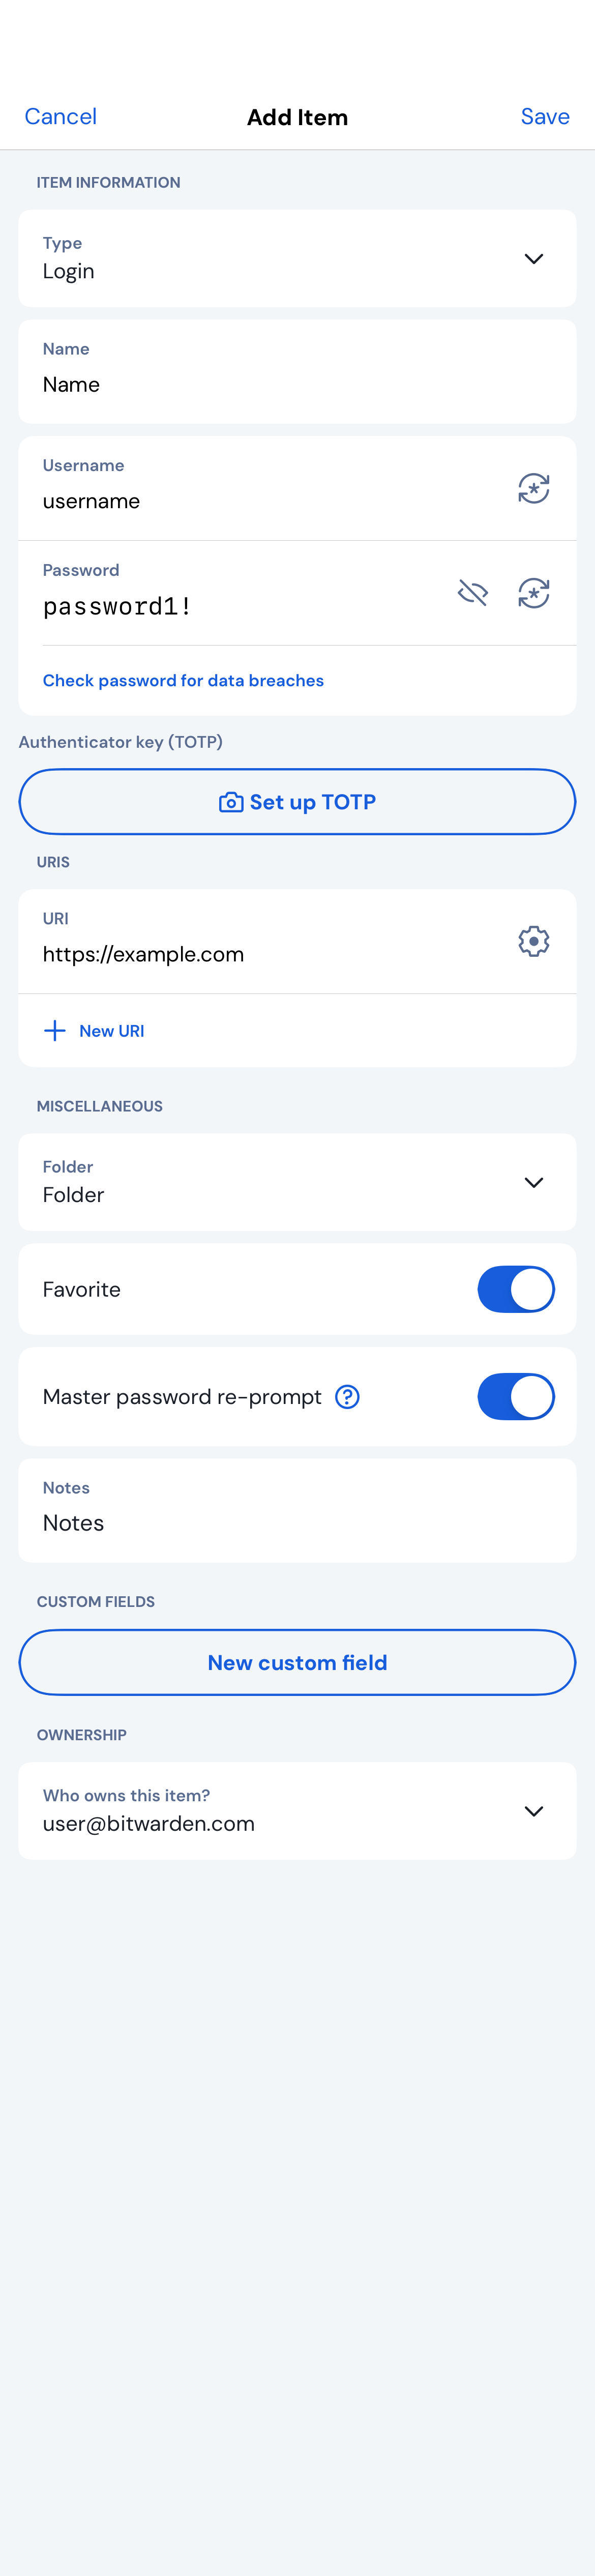 Cancel Add Item Save
ITEM INFORMATION
Type
Login
Name
Name
Username
username
Password
password1!
Check password for data breaches
Authenticator key (TOTP)
Set up TOTP
URIS
URI
https://example.com
New URI
MISCELLANEOUS
Folder
Folder
Favorite
Master password re-prompt
Notes
Notes
CUSTOM FIELDS
New custom field
OWNERSHIP
Who owns this item?
user@bitwarden.com